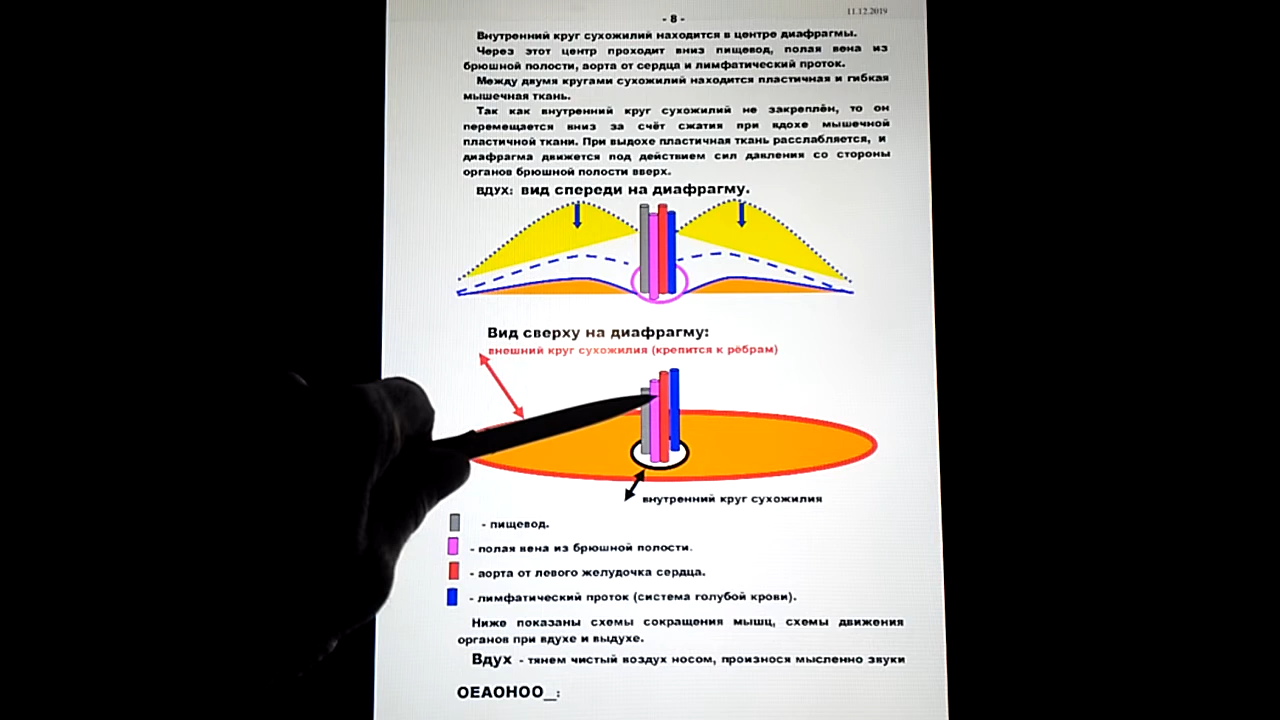 - 8 -
11.12.2019
Внутренний круг сухожилий находится в центре диафрагмы.
Через этот центр проходит вниз пищевод, полая вена из
брюшной полости, аорта от сердца и лимфатический проток.
Между двумя кругами сухожилий находится пластичная и гибкая
мышечная ткань.
Так как внутренний круг сухожилий не закреплён, то он
перемещается вниз за счёт сжатия при вдохе мышечной
пластичной ткани. При выдохе пластичная ткань расслабляется, и
диафрагма движется под действием сил давления со стороны
органов брюшной полости вверх.
ВДУХ: вид спереди на диафрагму.
Вид сверху на диафрагму:
внешний круг сухожилия (крепится к рёбрам)
внутренний круг сухожилия
- пищевод.
- полая вена из брюшной полости.
- аорта от левого желудочка сердца.
- лимфатический проток (система голубой крови).
Ниже показаны схемы сокращения мышц, схемы движения
органов при вдухе и выдухе.
Вдух - тянем чистый воздух носом, произнося мысленно звуки
ОЕАОНОО__: